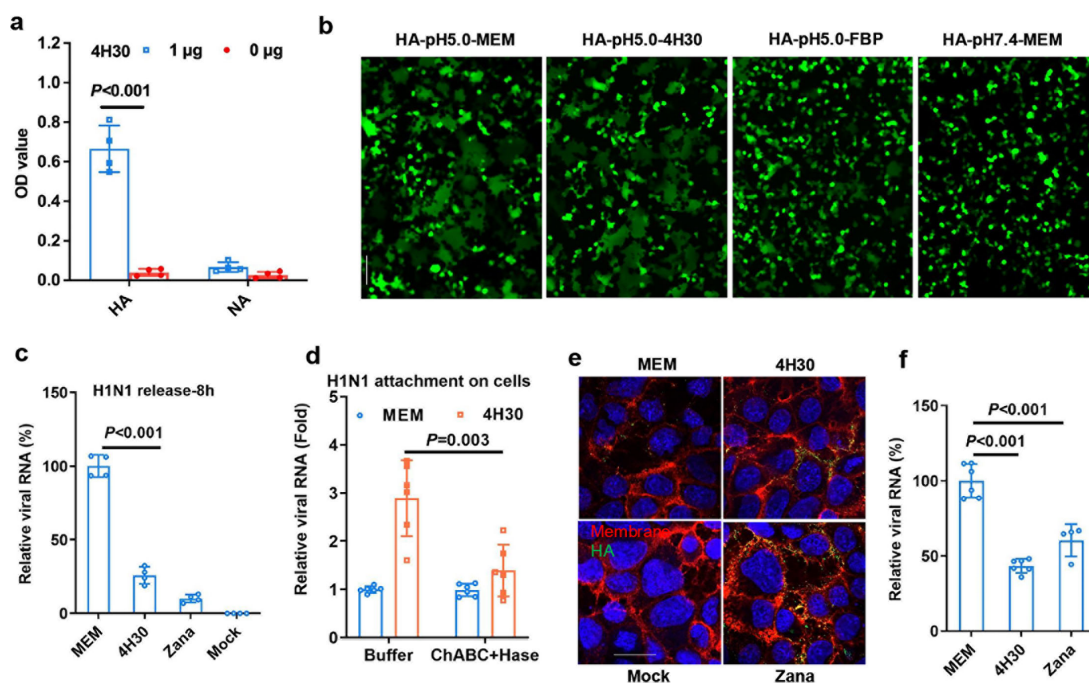 a
4H30 1 µg 0 µg
1.2
1.0
0.8
0.6
0.4
0.2
0.0
OD value
P<0.001
HA NA
b
HA-pH5.0-MEM HA-pH5.0-4H30 HA-pH5.0-FBP HA-pH7.4-MEM
c
H1N1 release-8h
150
100
50
0
Relative viral RNA (%)
P<0.001
MEM 4H30 Zana Mock
d
H1N1 attachment on cells
MEM 4H30
5
4
3
2
1
0
Relative viral RNA (Fold)
P=0.003
Buffer ChABC+Hase
e
MEM 4H30
Membran
HA
Mock Zana
f
150
100
50
0
Relative viral RNA (%)
P<0.001
P<0.001
MEM 4H30 Zana